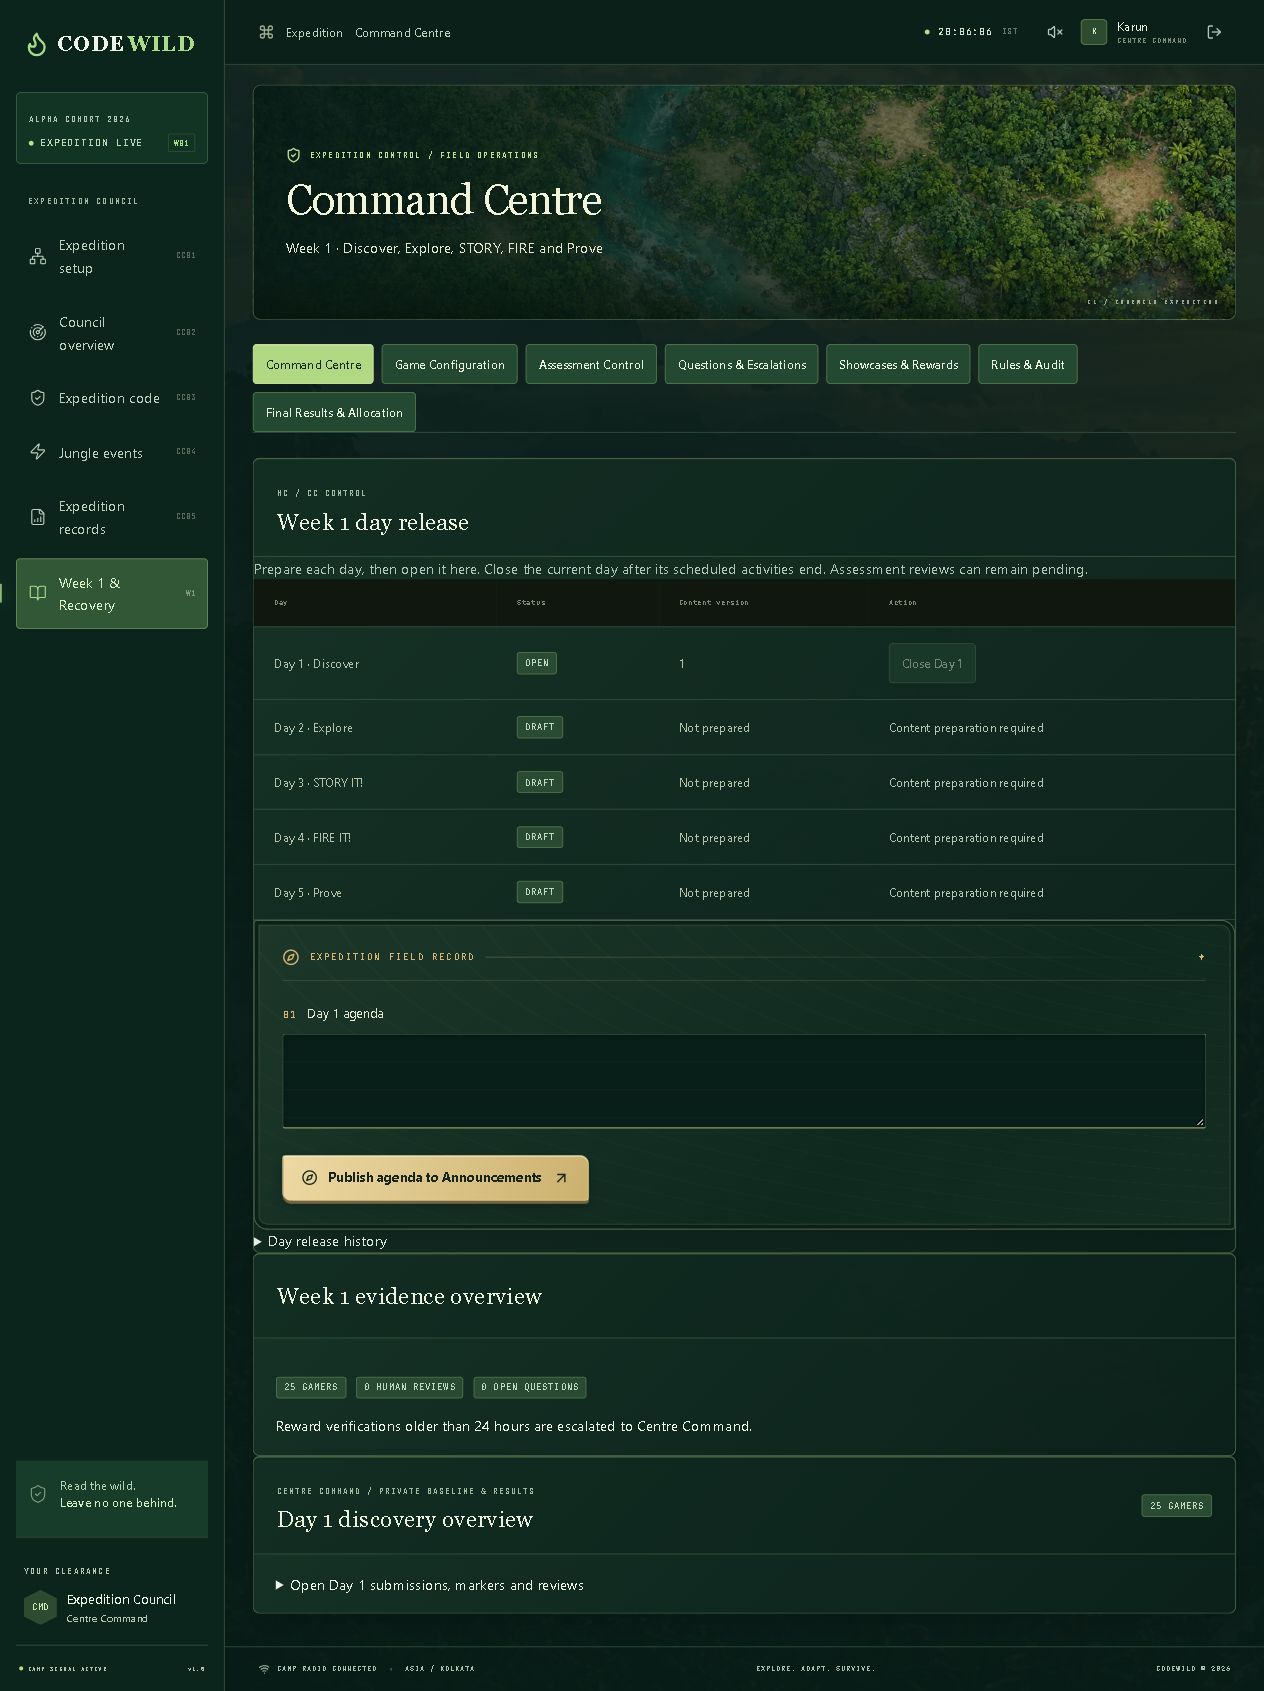 CODEWILD
ALPHA COHORT 2026
EXPEDITION LIVE W01
EXPEDITION COUNCIL
Expedition setup CC01
Council overview CC02
Expedition code CC03
Jungle events CC04
Expedition records CC05
Week 1 & Recovery W1
Read the wild.
Leave no one behind.
YOUR CLEARANCE
CMD
Expedition Council
Centre Command
CAMP SIGNAL ACTIVE v1.0
Expedition Command Centre
20:06:06 IST
K
Karun
CENTRE COMMAND
EXPEDITION CONTROL / FIELD OPERATIONS
Command Centre
Week 1 · Discover, Explore, STORY, FIRE and Prove
01 / CODEWILD EXPEDITION
Command Centre
Game Configuration
Assessment Control
Questions & Escalations
Showcases & Rewards
Rules & Audit
Final Results & Allocation
MC / CC CONTROL
Week 1 day release
Prepare each day, then open it here. Close the current day after its scheduled activities end. Assessment reviews can remain pending.
Day Status Content version Action
Day 1 · Discover OPEN 1 Close Day 1
Day 2 · Explore DRAFT Not prepared Content preparation required
Day 3 · STORY IT! DRAFT Not prepared Content preparation required
Day 4 · FIRE IT! DRAFT Not prepared Content preparation required
Day 5 · Prove DRAFT Not prepared Content preparation required
EXPEDITION FIELD RECORD
01 Day 1 agenda
Publish agenda to Announcements
Day release history
Week 1 evidence overview
25 GAMERS 0 HUMAN REVIEWS 0 OPEN QUESTIONS
Reward verifications older than 24 hours are escalated to Centre Command.
CENTRE COMMAND / PRIVATE BASELINE & RESULTS
Day 1 discovery overview
25 GAMERS
Open Day 1 submissions, markers and reviews
CAMP RADIO CONNECTED · ASIA / KOLKATA
EXPLORE. ADAPT. SURVIVE.
CODEWILD © 2026